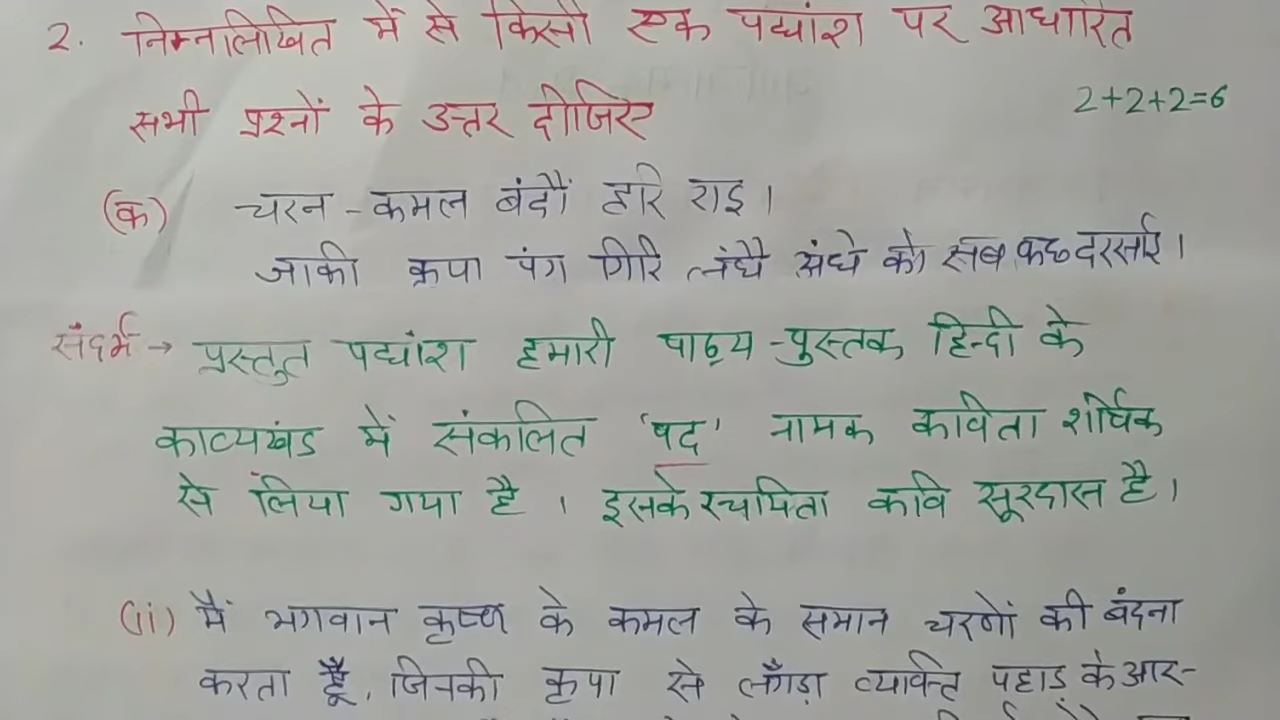 2. निम्नलिखित में से किसी एक पद्यांश पर आधारित
सभी प्रश्नों के उत्तर दीजिए
2+2+2=6
(क) चरन-कमल बंदौं हरि राइ।
जाकी कृपा पंग गिरि लंघै अंधे को सब कछु दरसाई।
संदर्भ → प्रस्तुत पद्यांश हमारी पाठ्य-पुस्तक हिन्दी के
काव्यखंड में संकलित 'पद' नामक कविता शीर्षक
से लिया गया है। इसके रचयिता कवि सूरदास है।
(ii) मैं भगवान कृष्ण के कमल के समान चरणों की बंदना
करता हूँ, जिनकी कृपा से लँगड़ा व्यक्ति पहाड़ के आर-